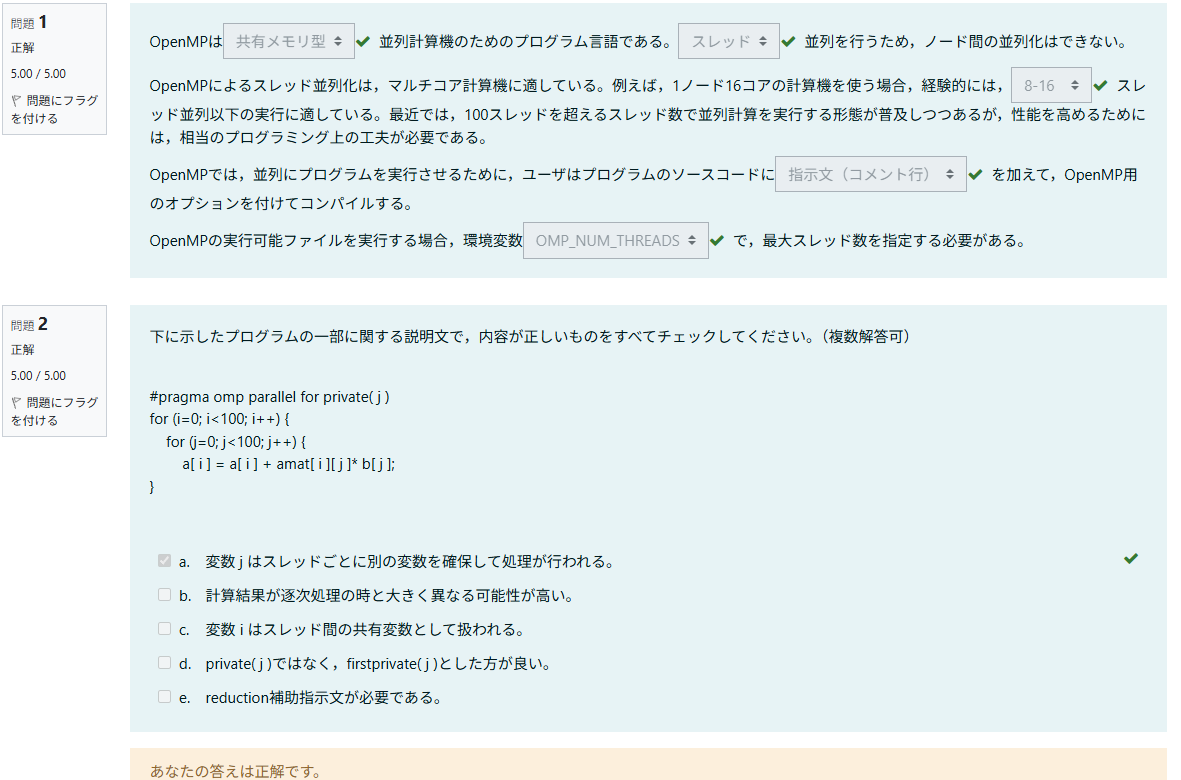 問題 1
正解
5.00 / 5.00
問題にフラグ
を付ける
OpenMPは 共有メモリ型 並列計算機のためのプログラム言語である。 スレッド 並列を行うため，ノード間の並列化はできない。
OpenMPによるスレッド並列化は，マルチコア計算機に適している。例えば，1ノード16コアの計算機を使う場合，経験的には， 8-16 スレ
ッド並列以下の実行に適している。最近では，100スレッドを超えるスレッド数で並列計算を実行する形態が普及しつつあるが，性能を高めるために
は，相当のプログラミング上の工夫が必要である。
OpenMPでは，並列にプログラムを実行させるために，ユーザはプログラムのソースコードに 指示文（コメント行） を加えて，OpenMP用
のオプションを付けてコンパイルする。
OpenMPの実行可能ファイルを実行する場合，環境変数 OMP_NUM_THREADS で，最大スレッド数を指定する必要がある。
問題 2
正解
5.00 / 5.00
問題にフラグ
を付ける
下に示したプログラムの一部に関する説明文で，内容が正しいものをすべてチェックしてください。（複数解答可）
#pragma omp parallel for private( j )
for (i=0; i<100; i++) {
for (j=0; j<100; j++) {
a[ i ] = a[ i ] + amat[ i ][ j ]* b[ j ];
}
a. 変数 j はスレッドごとに別の変数を確保して処理が行われる。
b. 計算結果が逐次処理の時と大きく異なる可能性が高い。
c. 変数 i はスレッド間の共有変数として扱われる。
d. private( j )ではなく，firstprivate( j )とした方が良い。
e. reduction補助指示文が必要である。
あなたの答えは正解です。